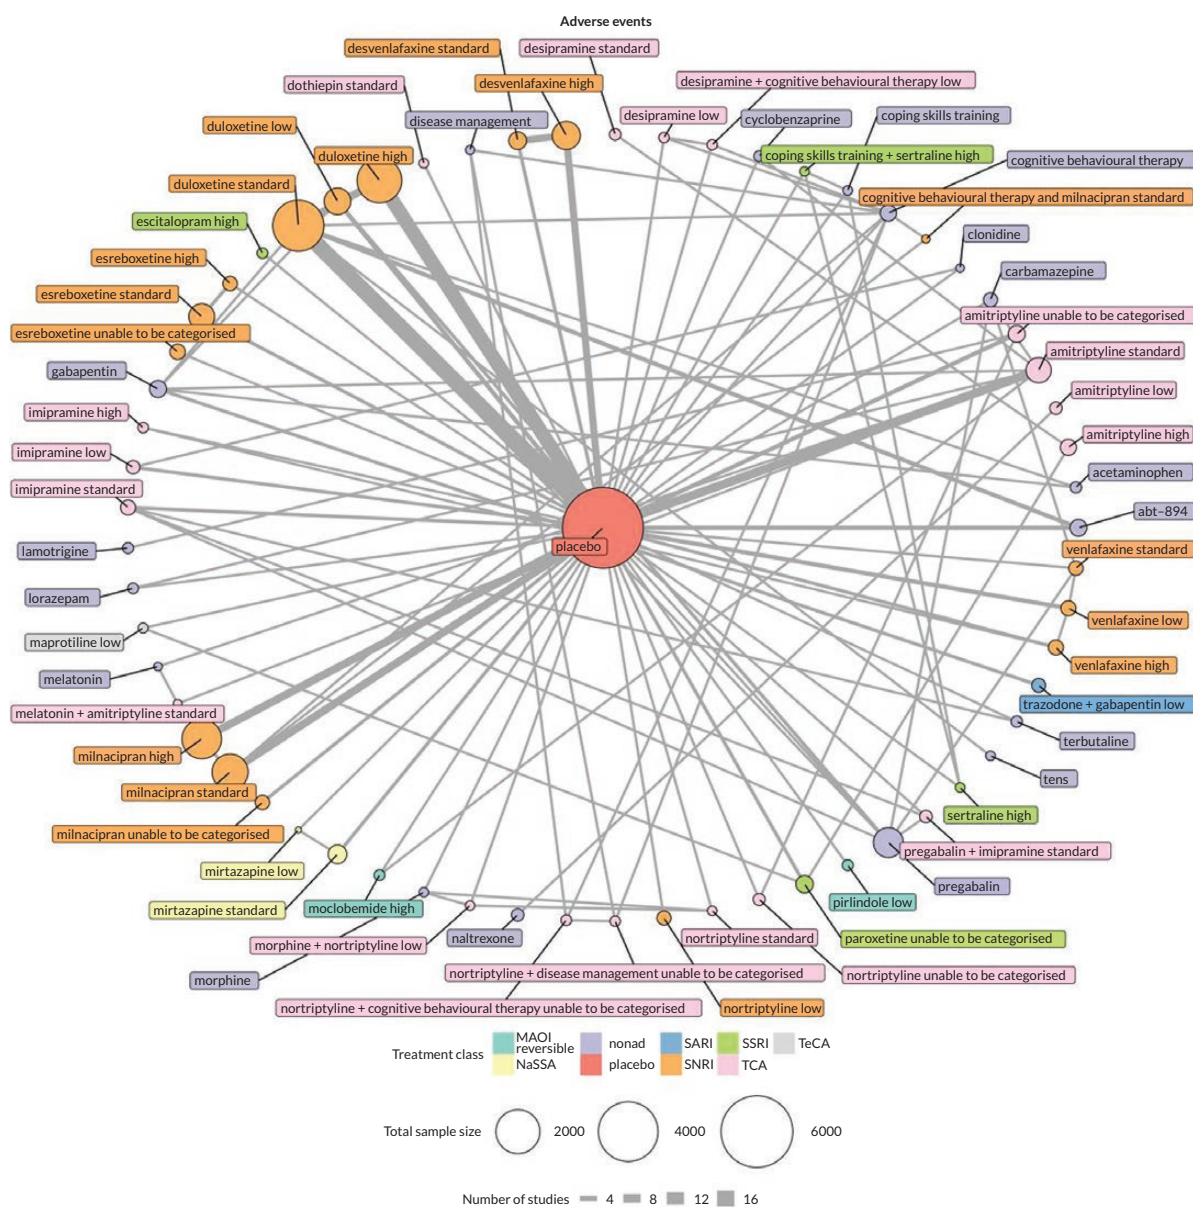 Adverse events
desvenlafaxine standard
desipramine standard
dothiepin standard
desvenlafaxine high
desipramine + cognitive behavioural therapy low
disease management
desipramine low
cyclobenzaprine
coping skills training
duloxetine low
duloxetine high
coping skills training + sertraline high
cognitive behavioural therapy
duloxetine standard
cognitive behavioural therapy and milnacipran standard
escitalopram high
clonidine
esreboxetine high
carbamazepine
esreboxetine standard
amitriptyline unable to be categorised
esreboxetine unable to be categorised
amitriptyline standard
gabapentin
amitriptyline low
imipramine high
amitriptyline high
imipramine low
acetaminophen
imipramine standard
abt–894
placebo
lamotrigine
venlafaxine standard
lorazepam
venlafaxine low
maprotiline low
venlafaxine high
melatonin
trazodone + gabapentin low
melatonin + amitriptyline standard
terbutaline
milnacipran high
tens
milnacipran standard
sertraline high
milnacipran unable to be categorised
pregabalin + imipramine standard
mirtazapine low
pregabalin
mirtazapine standard
moclobemide high
pirlindole low
morphine + nortriptyline low
naltrexone
nortriptyline standard
paroxetine unable to be categorised
morphine
nortriptyline + disease management unable to be categorised
nortriptyline unable to be categorised
nortriptyline + cognitive behavioural therapy unable to be categorised
nortriptyline low
Treatment class
MAOI
reversible
nonad
SARI
SSRI
TeCA
NaSSA
placebo
SNRI
TCA
Total sample size
2000
4000
6000
Number of studies
4
8
12
16